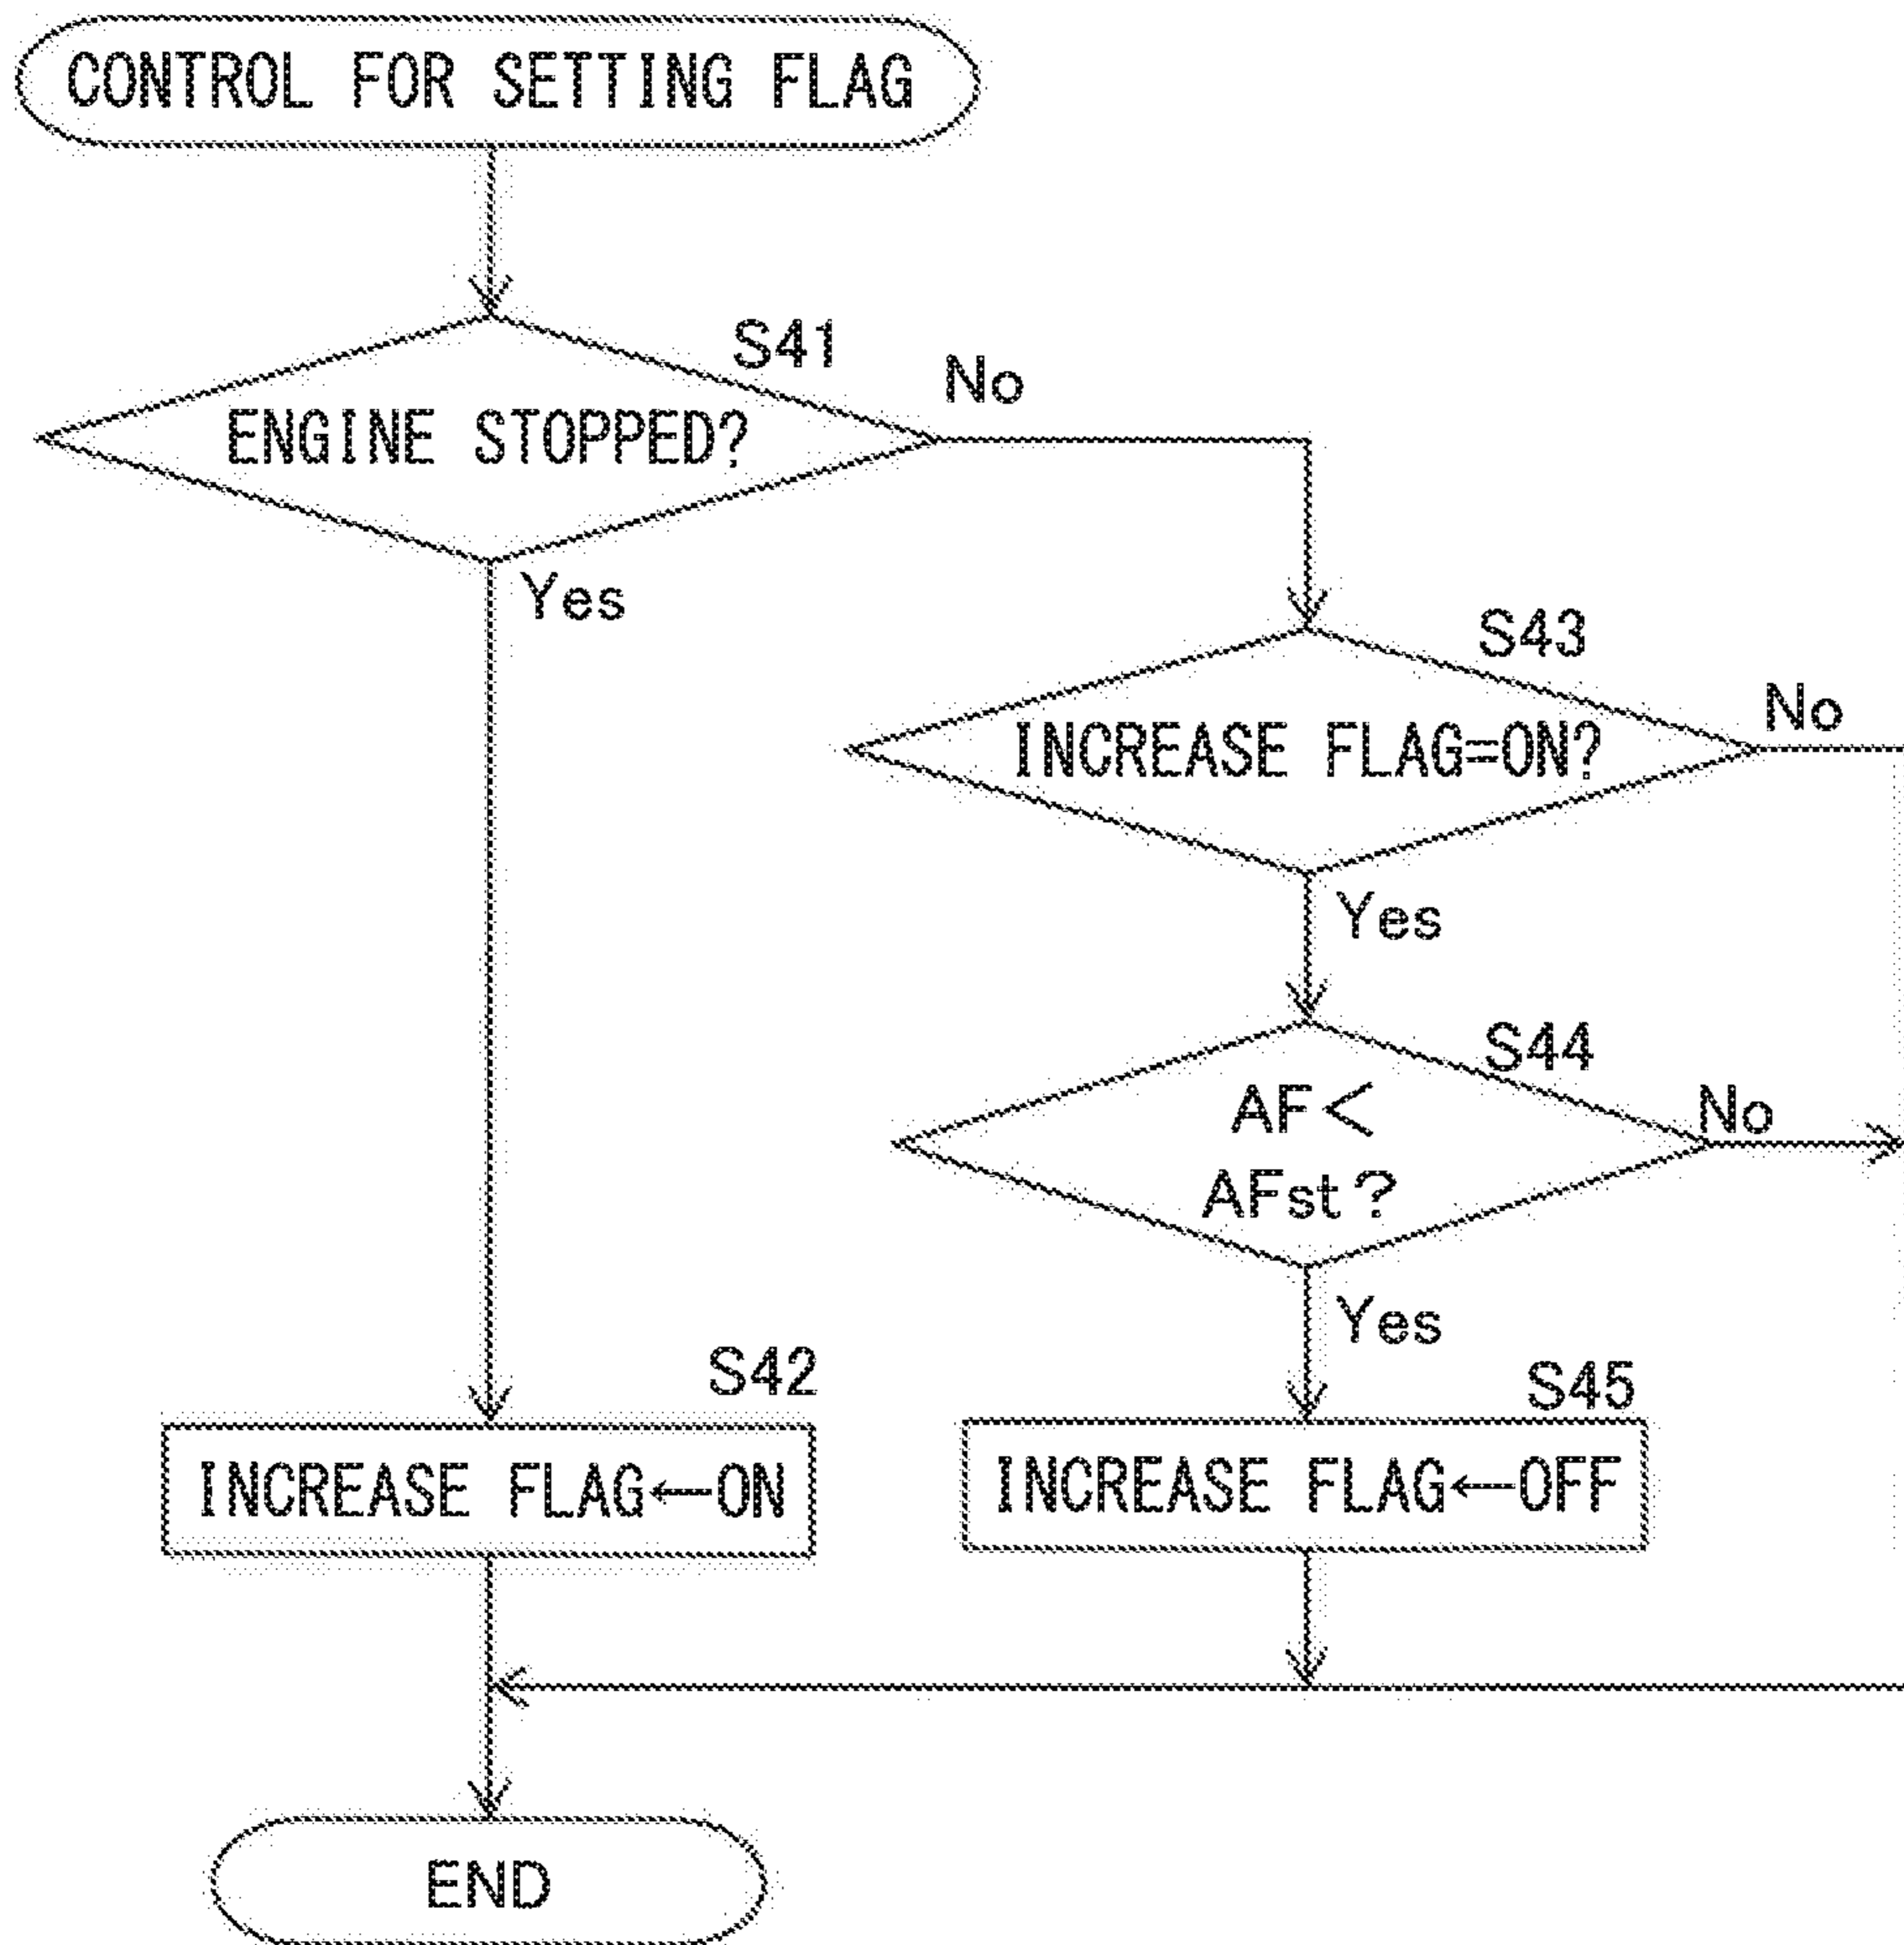 CONTROL FOR SETTING FLAG
S41
No
ENGINE STOPPED?
Yes
S43
No
INCREASE FLAG=ON?
Yes
S44
No
AF<
AFst?
Yes
S42
S45
INCREASE FLAG←ON
INCREASE FLAG←OFF
END